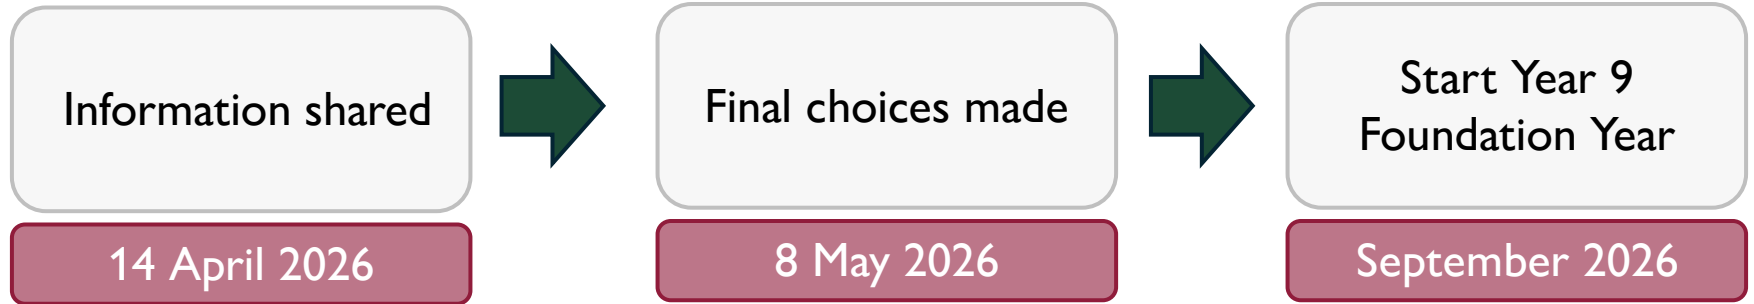 Information shared
14 April 2026
Final choices made
8 May 2026
Start Year 9
Foundation Year
September 2026